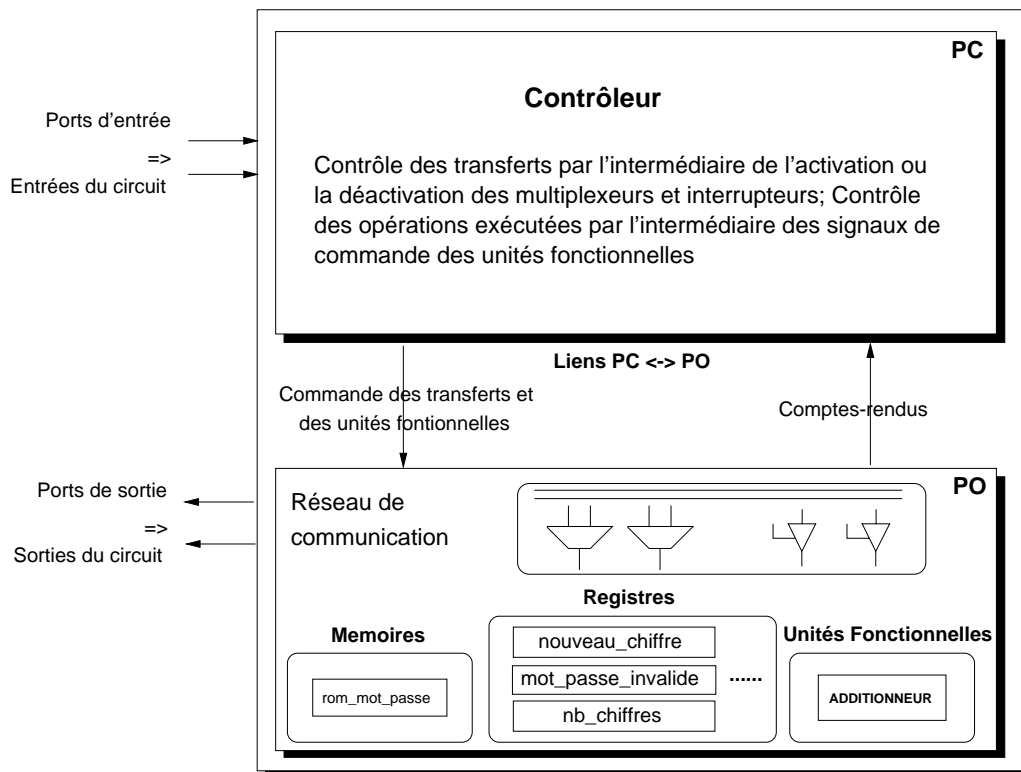 PC
Contrôleur
Ports d'entrée
=>
Entrées du circuit
Contrôle des transferts par l'intermédiaire de l'activation ou
la déactivation des multiplexeurs et interrupteurs; Contrôle
des opérations exécutées par l'intermédiaire des signaux de
commande des unités fonctionnelles
Liens PC <-> PO
Commande des transferts et
des unités fontionnelles
Comptes-rendus
Ports de sortie
=>
Sorties du circuit
PO
Réseau de
communication
Registres
Memoires
Unités Fonctionnelles
nouveau_chiffre
mot_passe_invalide ......
nb_chiffres
rom_mot_passe
ADDITIONNEUR